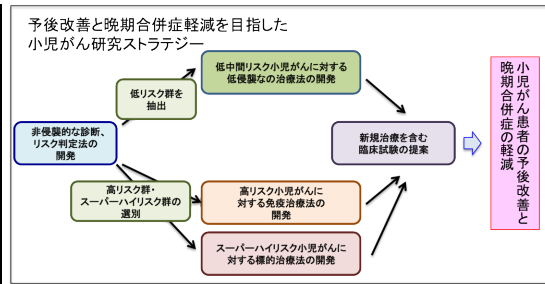 予後改善と晩期合併症軽減を目指した
小児がん研究ストラテジー
低中間リスク小児がんに対する
低侵襲なの治療法の開発
低リスク群を
抽出
非侵襲的な診断、
リスク判定法の
開発
新規治療を含む
臨床試験の提案
高リスク群・
スーパーハイリスク群の
選別
高リスク小児がんに
対する免疫治療法の
開発
スーパーハイリスク小児がんに
対する標的治療法の開発
小児がん患者の予後改善と
晩期合併症の軽減